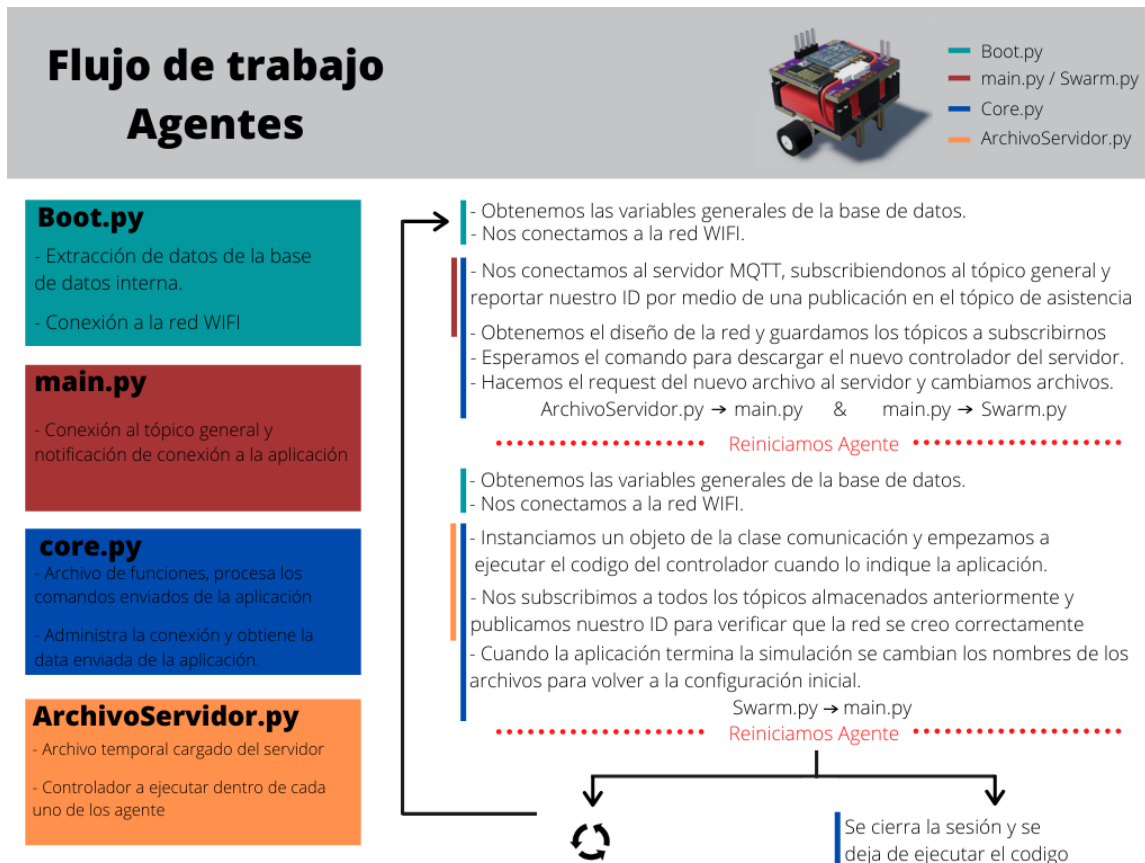 Flujo de trabajo
Agentes
Boot.py
main.py / Swarm.py
Core.py
ArchivoServidor.py
Boot.py
- Extracción de datos de la base
de datos interna.
- Conexión a la red WIFI
main.py
- Conexión al tópico general y
notificación de conexión a la aplicación
core.py
- Archivo de funciones, procesa los
comandos enviados de la aplicación
- Administra la conexión y obtiene la
data enviada de la aplicación.
ArchivoServidor.py
- Archivo temporal cargado del servidor
- Controlador a ejecutar dentro de cada
uno de los agente
- Obtenemos las variables generales de la base de datos.
- Nos conectamos a la red WIFI.
- Nos conectamos al servidor MQTT, subscribiendonos al tópico general y
reportar nuestro ID por medio de una publicación en el tópico de asistencia
- Obtenemos el diseño de la red y guardamos los tópicos a subscribirnos
- Esperamos el comando para descargar el nuevo controlador del servidor.
- Hacemos el request del nuevo archivo al servidor y cambiamos archivos.
ArchivoServidor.py → main.py & main.py → Swarm.py
Reiniciamos Agente
- Obtenemos las variables generales de la base de datos.
- Nos conectamos a la red WIFI.
- Instanciamos un objeto de la clase comunicación y empezamos a
ejecutar el codigo del controlador cuando lo indique la aplicación.
- Nos subscribimos a todos los tópicos almacenados anteriormente y
publicamos nuestro ID para verificar que la red se creo correctamente
- Cuando la aplicación termina la simulación se cambian los nombres de los
archivos para volver a la configuración inicial.
Swarm.py → main.py
Reiniciamos Agente
Se cierra la sesión y se
deja de ejecutar el codigo